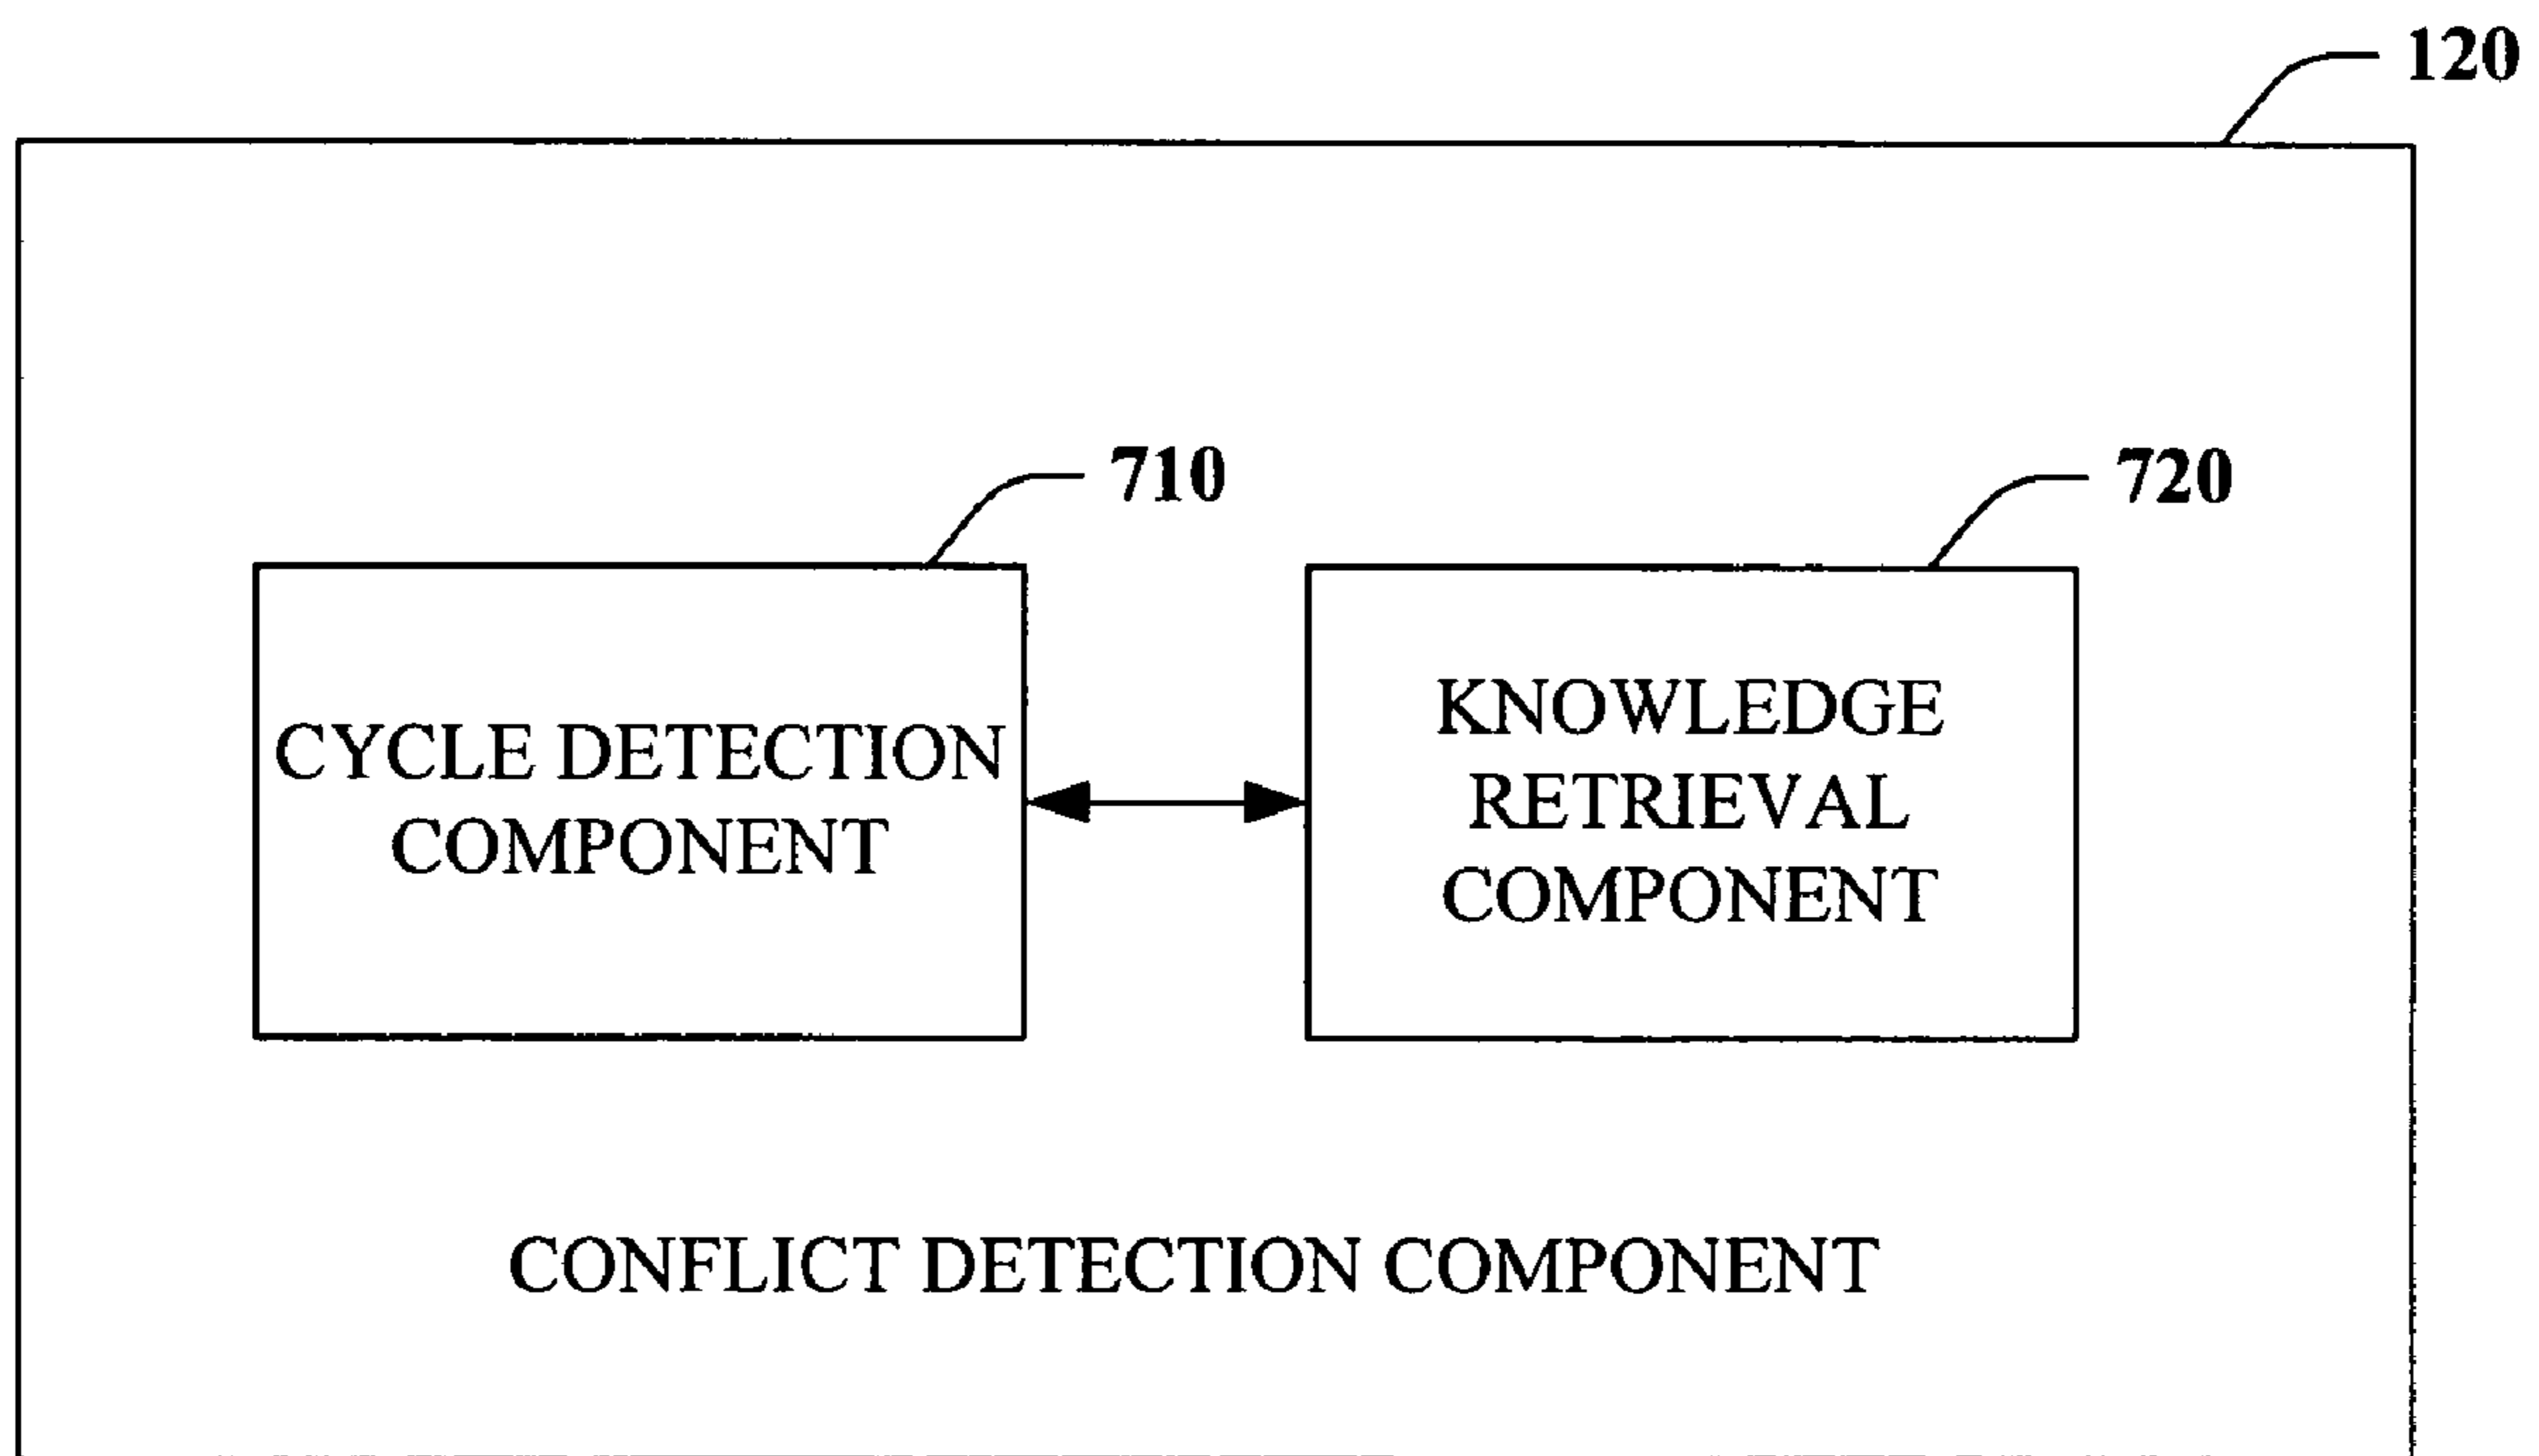 120
710
720
CYCLE DETECTION
COMPONENT
KNOWLEDGE
RETRIEVAL
COMPONENT
CONFLICT DETECTION COMPONENT